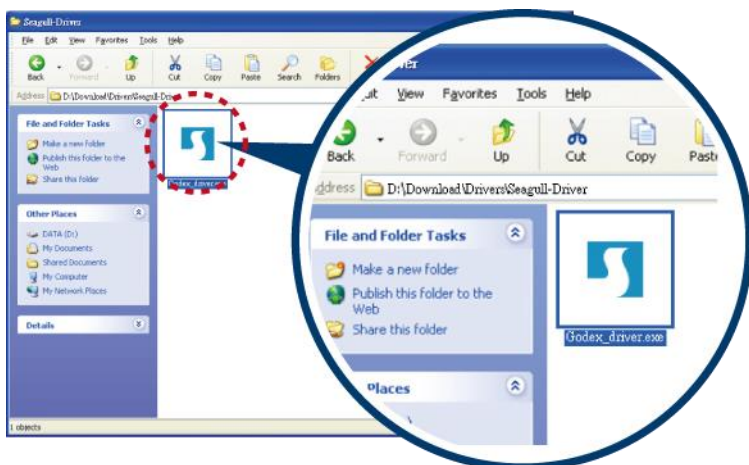 Seagull-Driver
File Edit View Favorites Tools Help
Back Forward Up Cut Copy Paste Search Folders
Address D:\Download\Drivers\Seagull-Driver
File and Folder Tasks
Make a new folder
Publish this folder to the
Web
Share this folder
Other Places
DATA (D:)
My Documents
Shared Documents
My Computer
My Network Places
Details
1 objects
Godex_driver.exe
View Favorites Tools Help
Back Forward Up Cut Copy
D:\Download\Drivers\Seagull-Driver
File and Folder Tasks
Make a new folder
Publish this folder to the
Web
Share this folder
Places
Godex_driver.exe